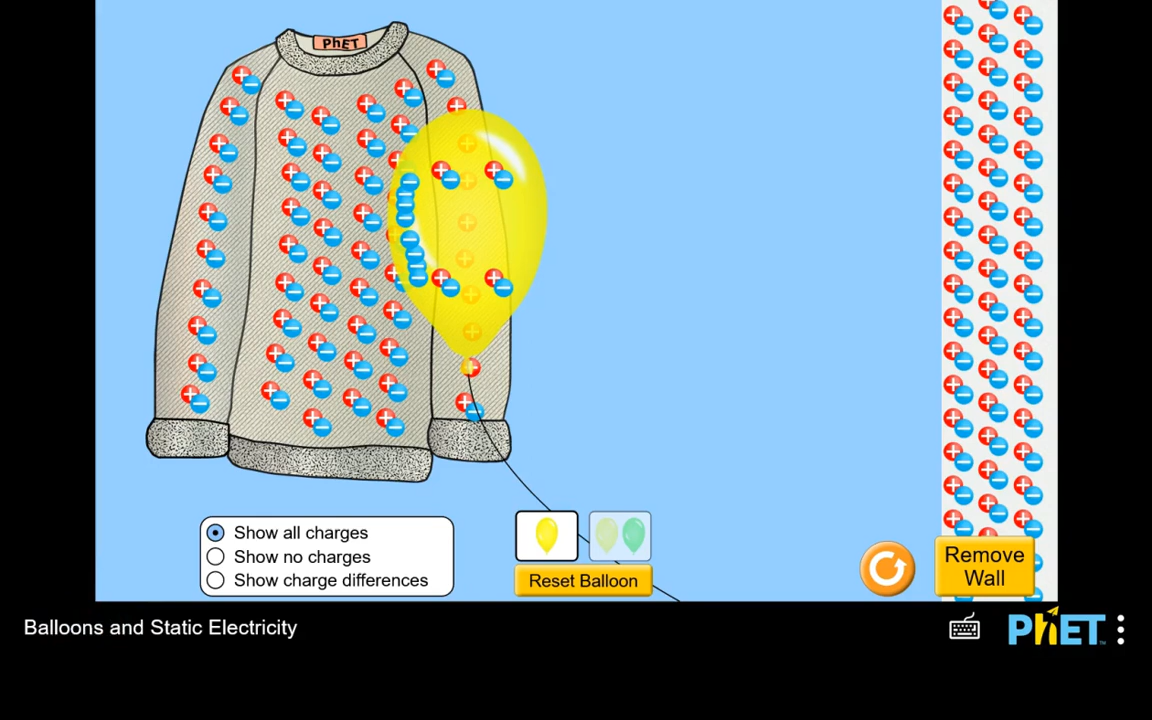 PhET
Show all charges
Show no charges
Show charge differences
Reset Balloon
Remove
Wall
Balloons and Static Electricity
PhET